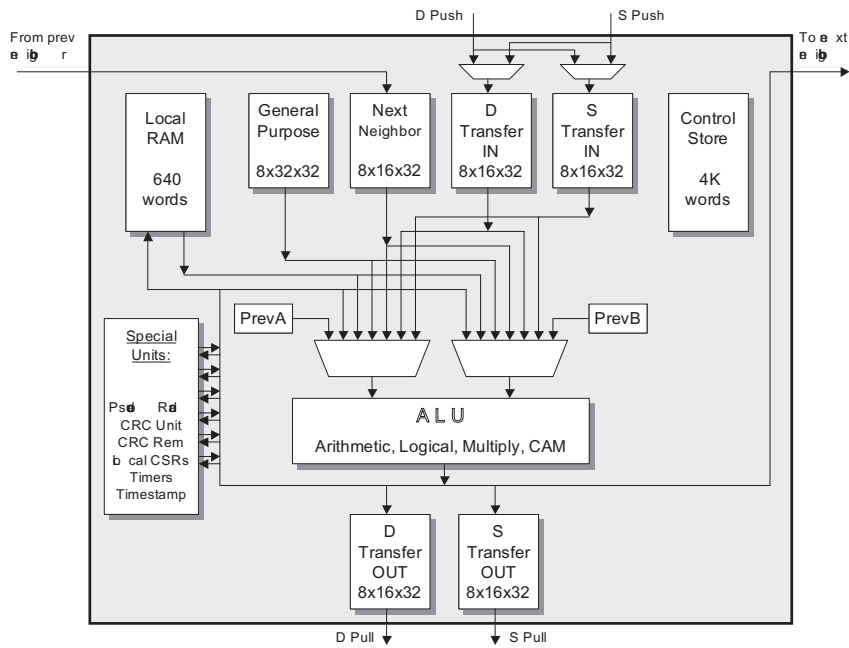 D Push
S Push
From prev
To
xt
Local
RAM
640
words
General
Purpose
8x32x32
Next
Neighbor
8x16x32
D
Transfer
IN
8x16x32
S
Transfer
IN
8x16x32
Control
Store
4K
words
PrevA
PrevB
Special
Units:
CRC Unit
CRC Rem
cal CSRs
Timers
Timestamp
ALU
Arithmetic, Logical, Multiply, CAM
D
Transfer
OUT
8x16x32
S
Transfer
OUT
8x16x32
D Pull
S Pull